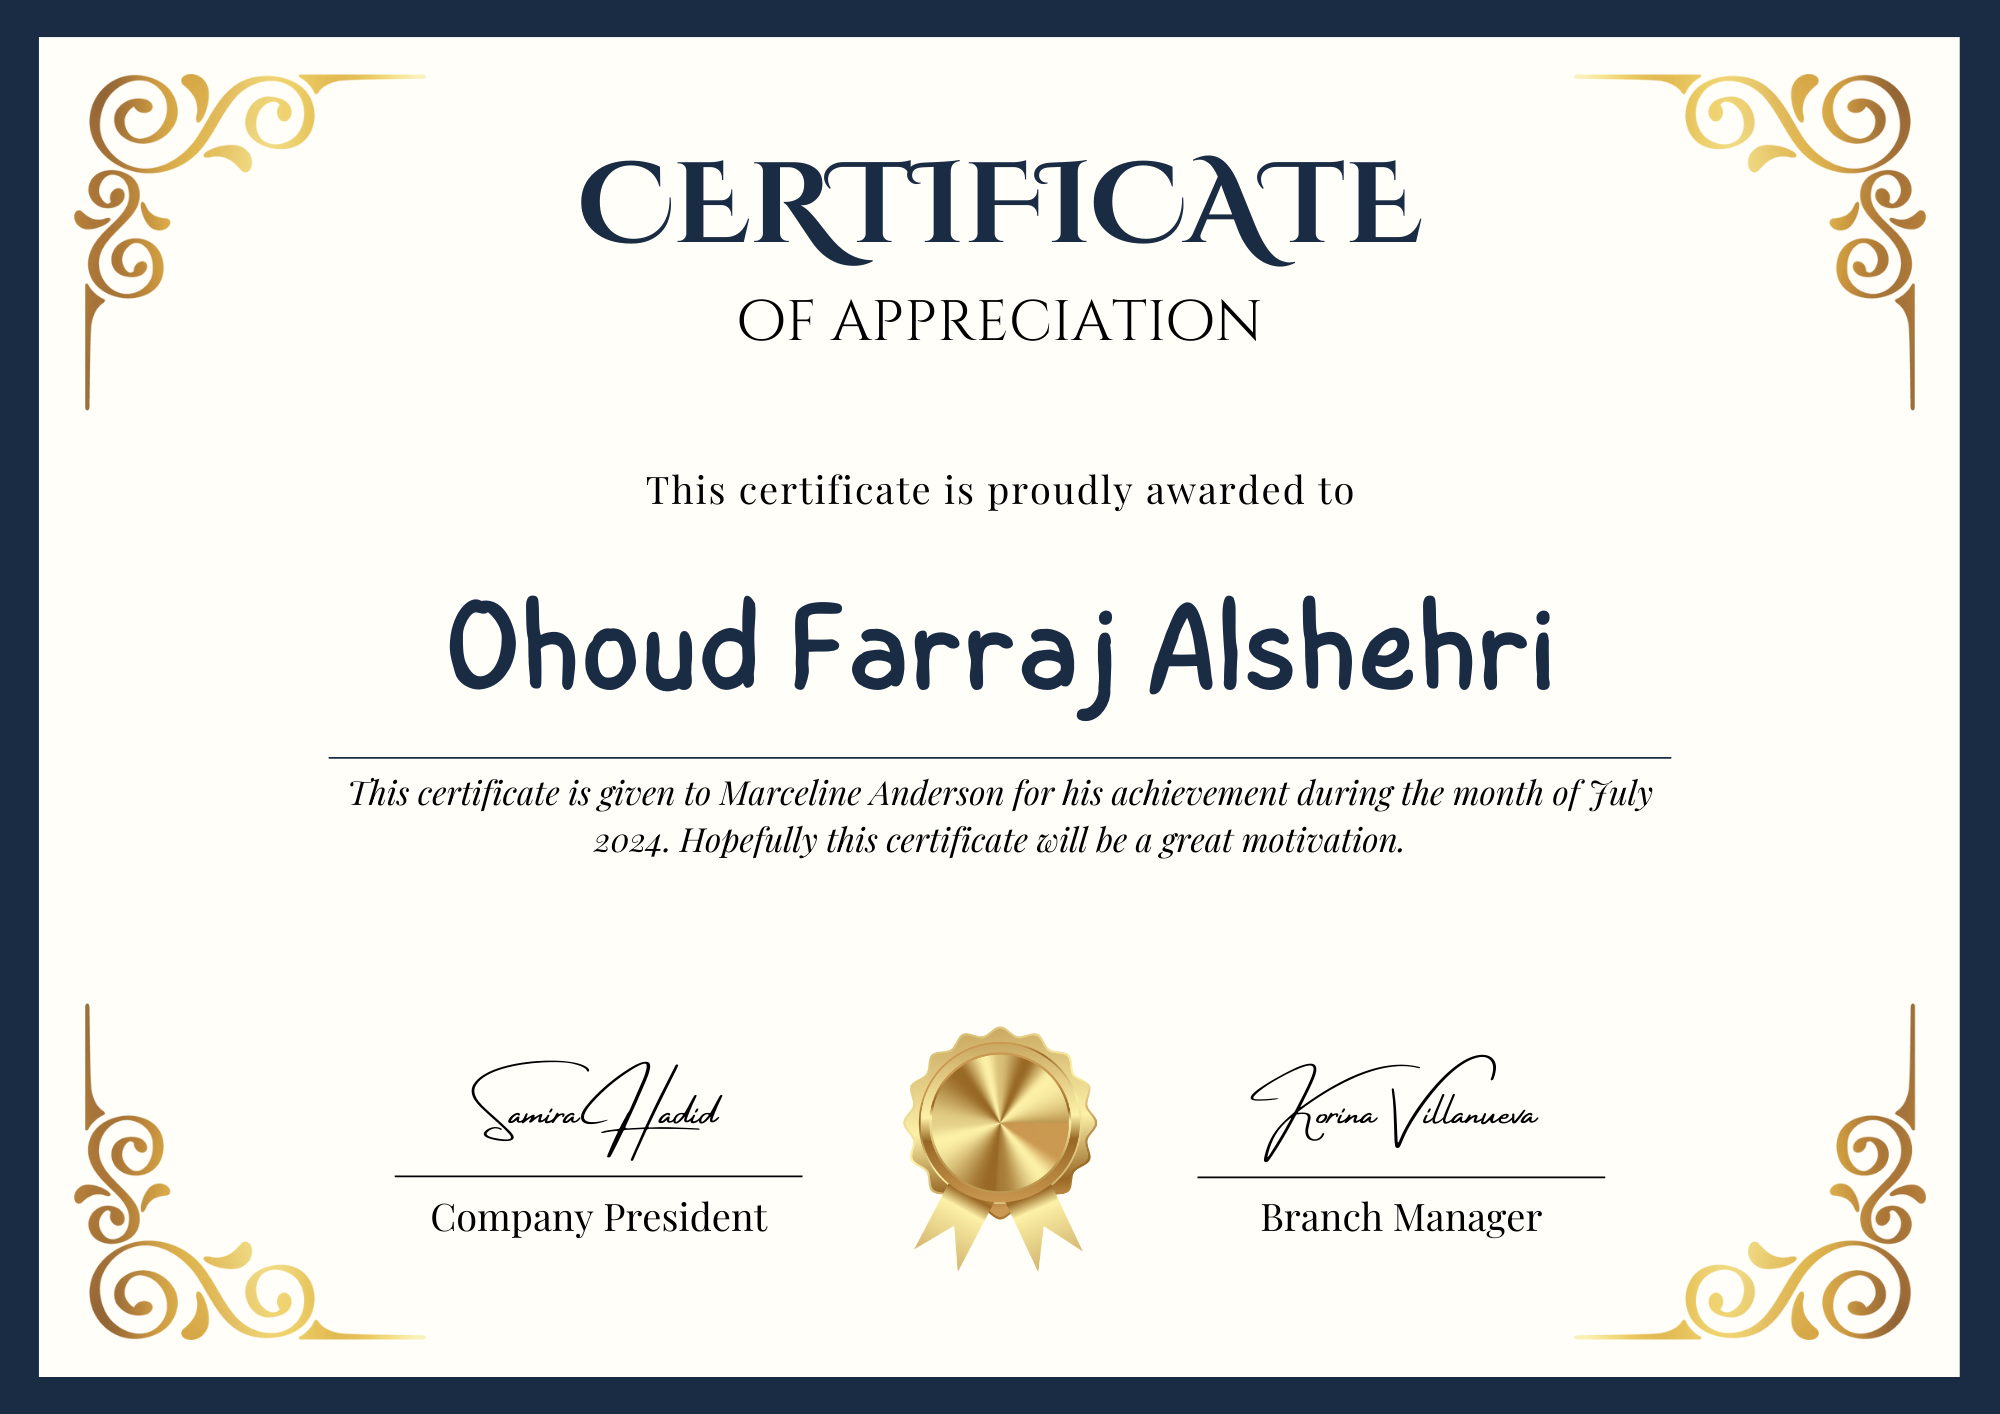 CERTIFICATE
OF APPRECIATION
This certificate is proudly awarded to
Ohoud Farraj Alshehri
This certificate is given to Marceline Anderson for his achievement during the month of July
2024. Hopefully this certificate will be a great motivation.
Samira Hadid
Korina Villanueva
Company President
Branch Manager